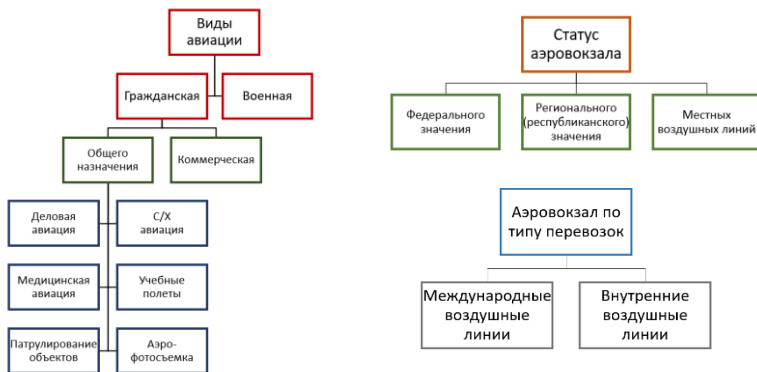 Виды
авиации
Гражданская
Военная
Общего
назначения
Коммерческая
Деловая
авиация
С/Х
авиация
Медицинская
авиация
Учебные
полеты
Патрулирование
объектов
Аэро-
фотосъемка
Статус
аэровокзала
Федерального
значения
Регионального
(республиканского)
значения
Местных
воздушных линий
Аэровокзал по
типу перевозок
Международные
воздушные
линии
Внутренние
воздушные
линии